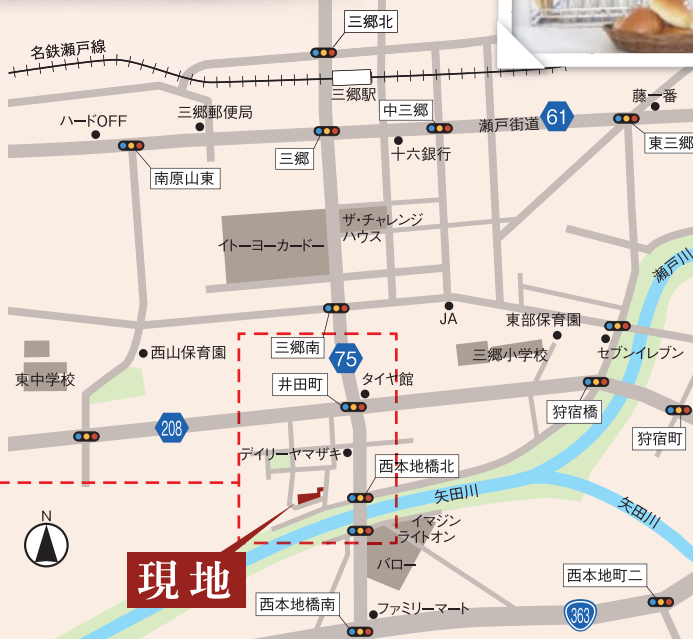 三郷北
名鉄瀬戸線
三郷駅
藤一番
ハードOFF
三郷郵便局
中三郷
瀬戸街道
61
東三郷
三郷
十六銀行
南原山東
ザ・チャレンジ
ハウス
イトーヨーカドー
瀬戸川
JA
東部保育園
三郷南
75
西山保育園
三郷小学校
セブンイレブン
東中学校
井田町
タイヤ館
狩宿橋
208
狩宿町
デイリーヤマザキ
西本地橋北
矢田川
矢田川
N
イマジン
ライトオン
現地
バロー
西本地町二
西本地橋南
ファミリーマート
363